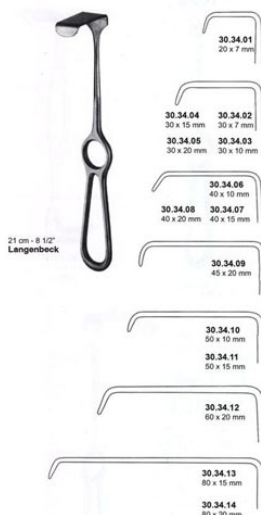 30.34.01
20 x 7 mm
30.34.04 30.34.02
30 x 15 mm 30 x 7 mm
30.34.05 30.34.03
30 x 20 mm 30 x 10 mm
30.34.06
40 x 10 mm
30.34.08 30.34.07
40 x 20 mm 40 x 15 mm
21 cm - 8 1/2"
Langenbeck
30.34.09
45 x 20 mm
30.34.10
50 x 10 mm
30.34.11
50 x 15 mm
30.34.12
60 x 20 mm
30.34.13
80 x 15 mm
30.34.14
80 x 20 mm